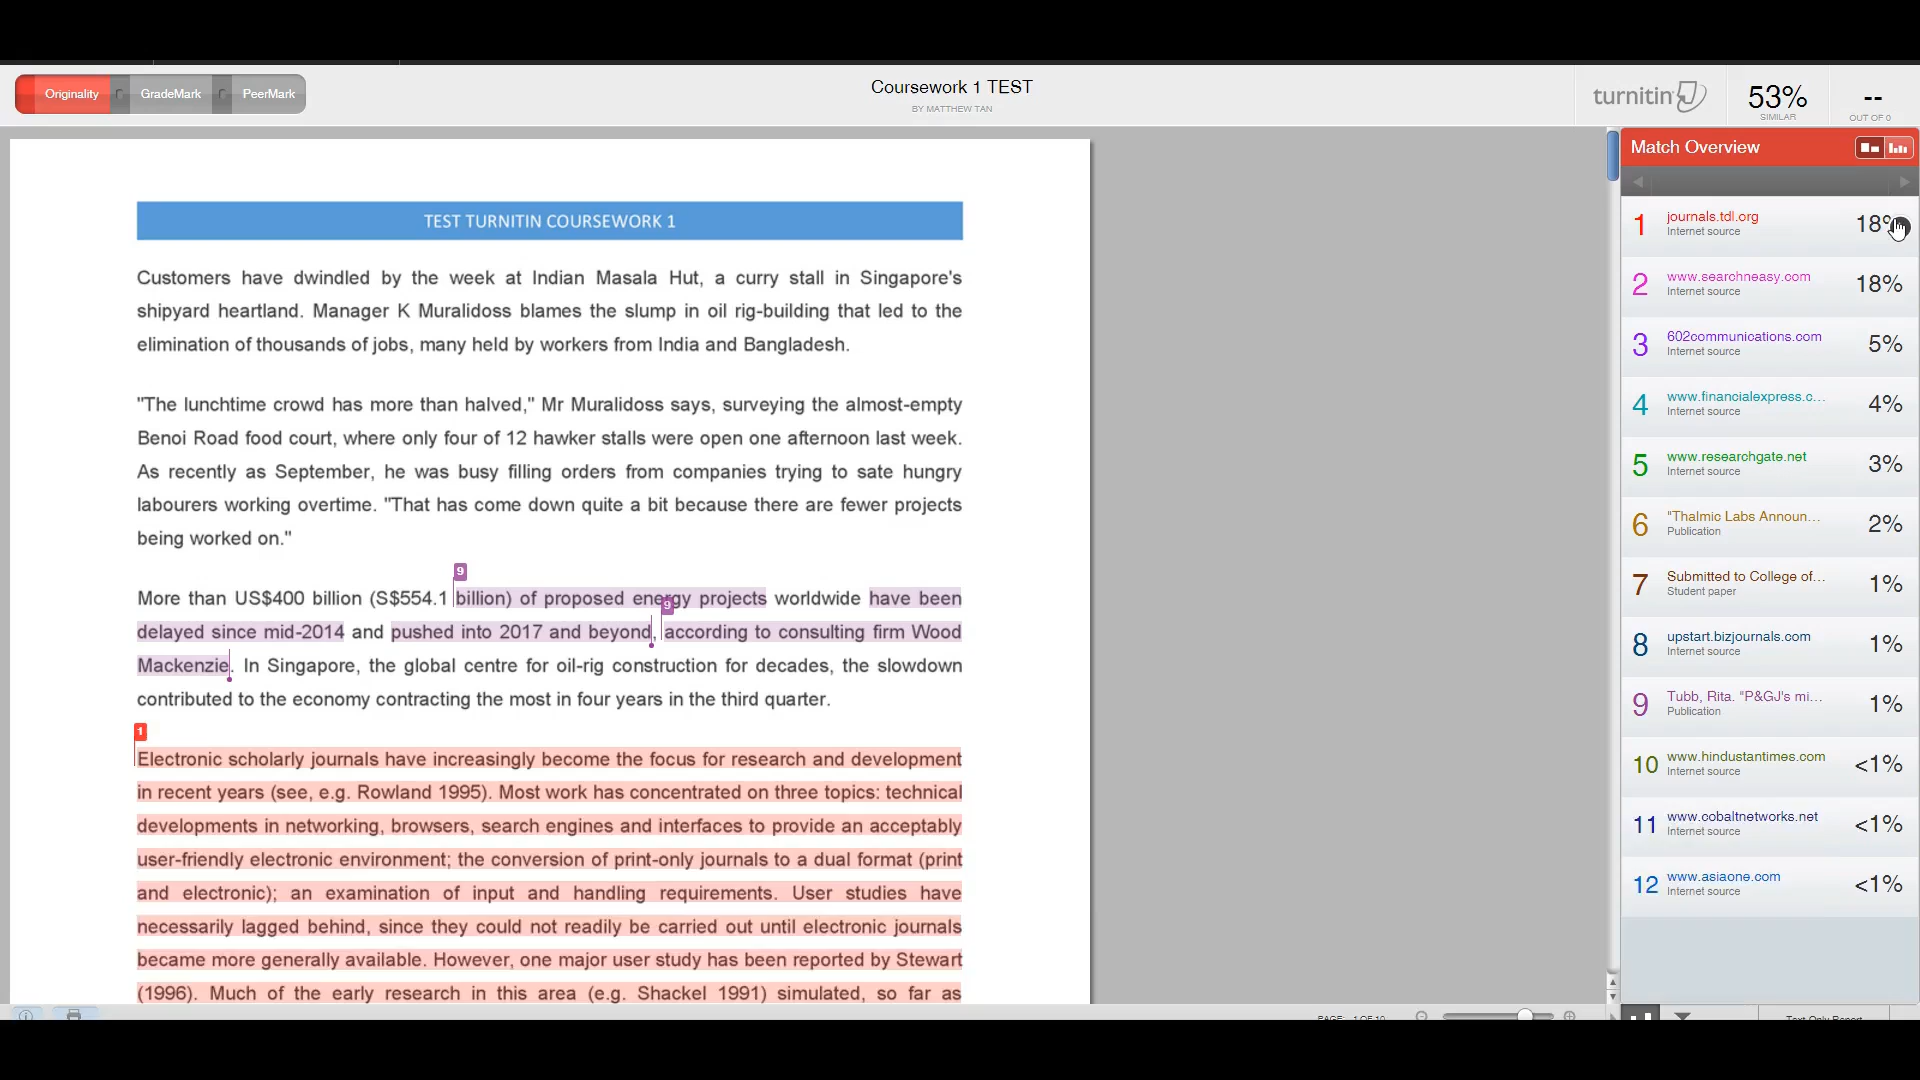 Originality
GradeMark
PeerMark
Coursework 1 TEST
BY MATTHEW TAN
turnitin
53%
SIMILAR
--
OUT OF 0
TEST TURNITIN COURSEWORK 1
Customers have dwindled by the week at Indian Masala Hut, a curry stall in Singapore's
shipyard heartland. Manager K Muralidoss blames the slump in oil rig-building that led to the
elimination of thousands of jobs, many held by workers from India and Bangladesh.
"The lunchtime crowd has more than halved," Mr Muralidoss says, surveying the almost-empty
Benoi Road food court, where only four of 12 hawker stalls were open one afternoon last week.
As recently as September, he was busy filling orders from companies trying to sate hungry
labourers working overtime. "That has come down quite a bit because there are fewer projects
being worked on."
9
More than US$400 billion (S$554.1 billion) of proposed energy projects worldwide have been
9
delayed since mid-2014 and pushed into 2017 and beyond, according to consulting firm Wood
Mackenzie. In Singapore, the global centre for oil-rig construction for decades, the slowdown
contributed to the economy contracting the most in four years in the third quarter.
1
Electronic scholarly journals have increasingly become the focus for research and development
in recent years (see, e.g. Rowland 1995). Most work has concentrated on three topics: technical
developments in networking, browsers, search engines and interfaces to provide an acceptably
user-friendly electronic environment; the conversion of print-only journals to a dual format (print
and electronic); an examination of input and handling requirements. User studies have
necessarily lagged behind, since they could not readily be carried out until electronic journals
became more generally available. However, one major user study has been reported by Stewart
(1996). Much of the early research in this area (e.g. Shackel 1991) simulated, so far as
Match Overview
1 journals.tdl.org 18%
Internet source
2 www.searchneasy.com 18%
Internet source
3 602communications.com 5%
Internet source
4 www.financialexpress.c... 4%
Internet source
5 www.researchgate.net 3%
Internet source
6 "Thalmic Labs Announ... 2%
Publication
7 Submitted to College of... 1%
Student paper
8 upstart.bizjournals.com 1%
Internet source
9 Tubb, Rita. "P&GJ's mi... 1%
Publication
10 www.hindustantimes.com <1%
Internet source
11 www.cobaltnetworks.net <1%
Internet source
12 www.asiaone.com <1%
Internet source
PAGE: 1 OF 10
Text-Only Report